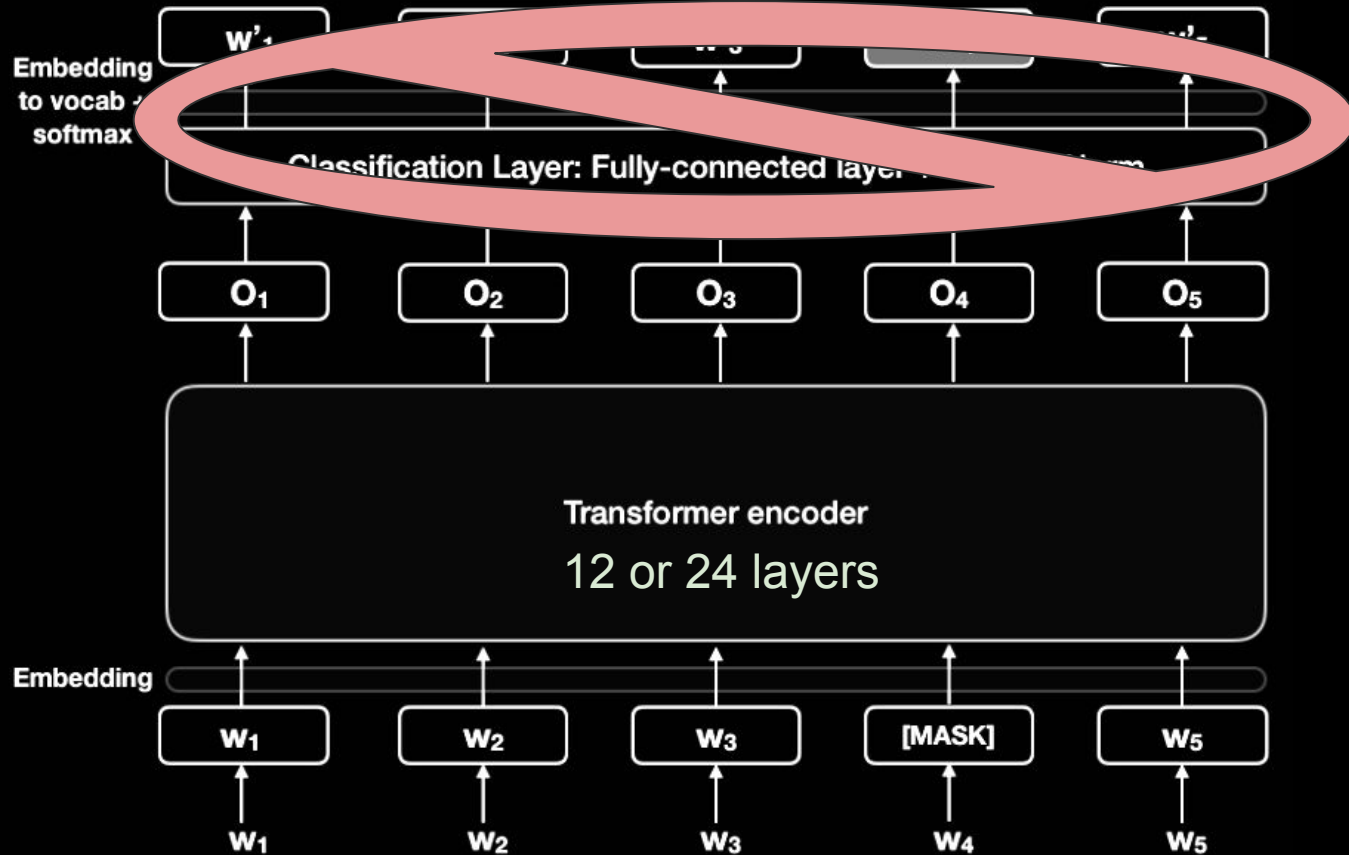 w'₁
w'₃
Embedding
to vocab +
softmax
Classification Layer: Fully-connected layer
O₁ O₂ O₃ O₄ O₅
Transformer encoder
12 or 24 layers
Embedding
W₁ W₂ W₃ [MASK] W₅
W₁ W₂ W₃ W₄ W₅